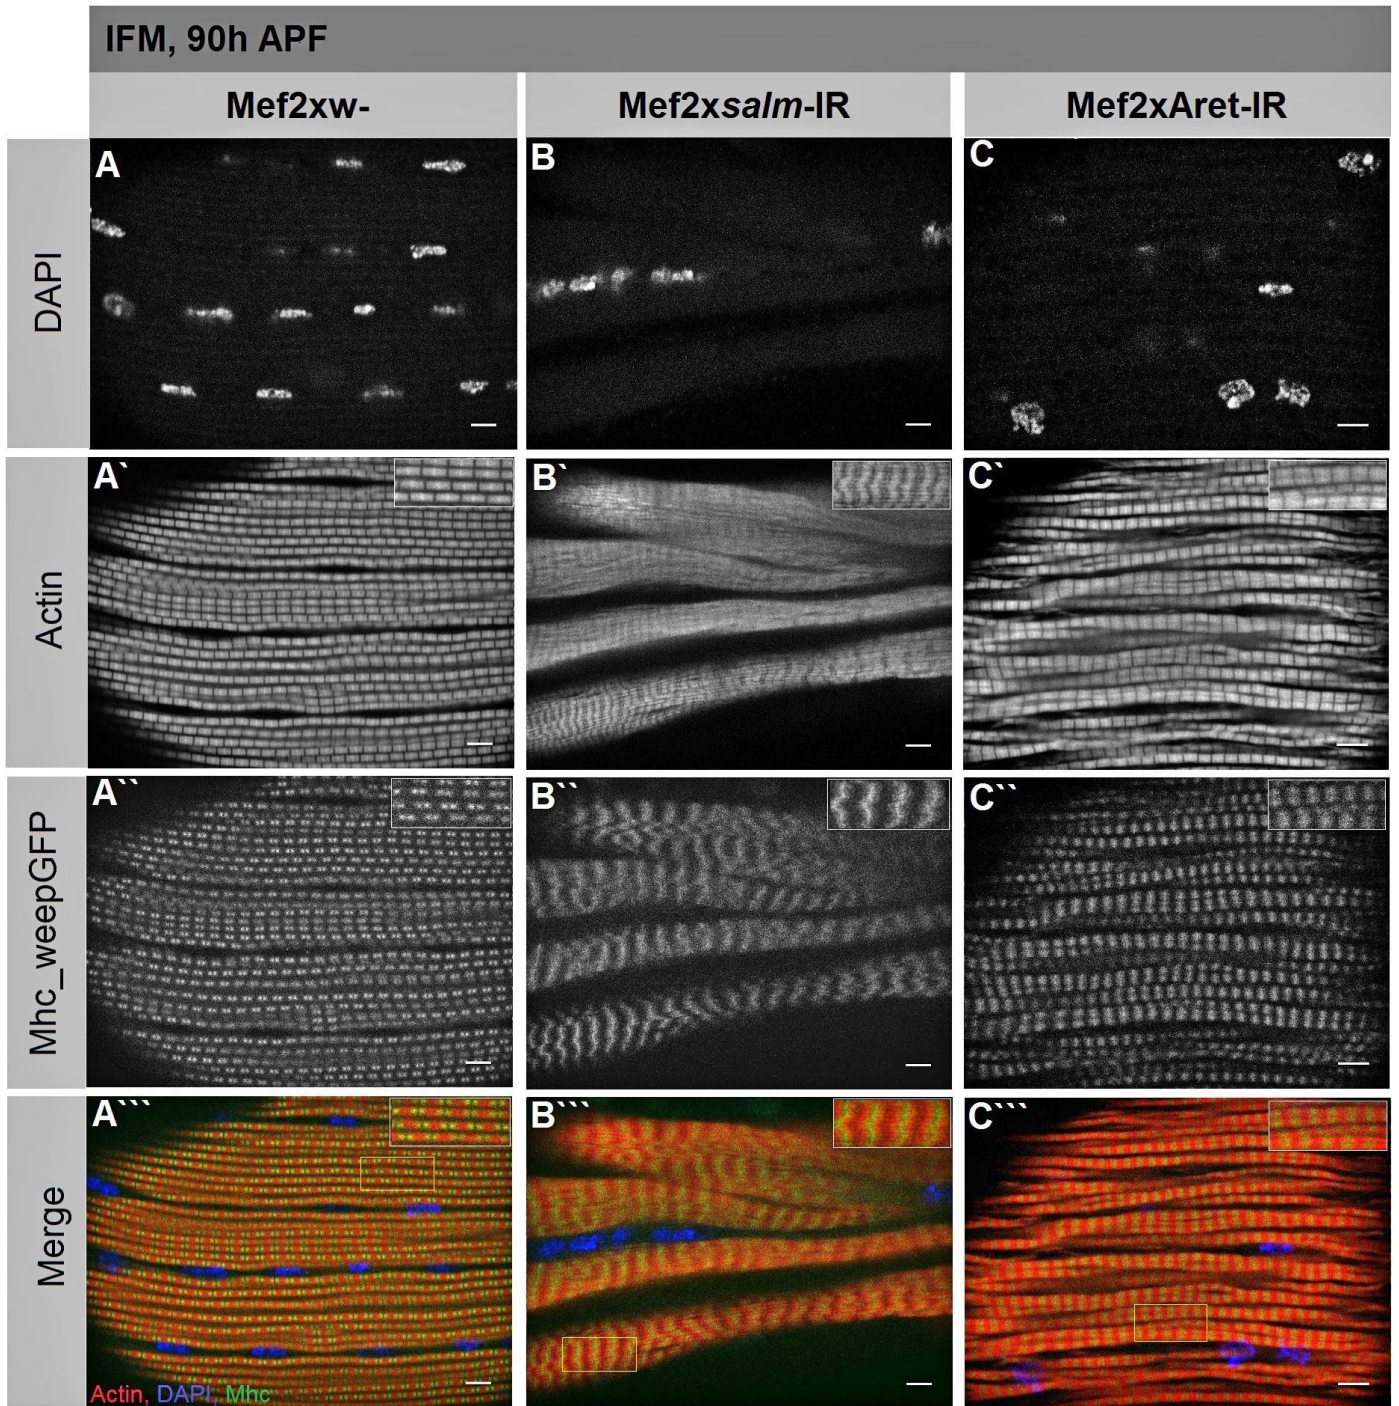 IFM, 90h APF
Mef2xw-
Mef2xsalm-IR
Mef2xAret-IR
DAPI
A
B
C
Actin
A`
B`
C`
Mhc_weepGFP
A``
B``
C``
Merge
A```
B```
C```
Actin, DAPI, Mhc